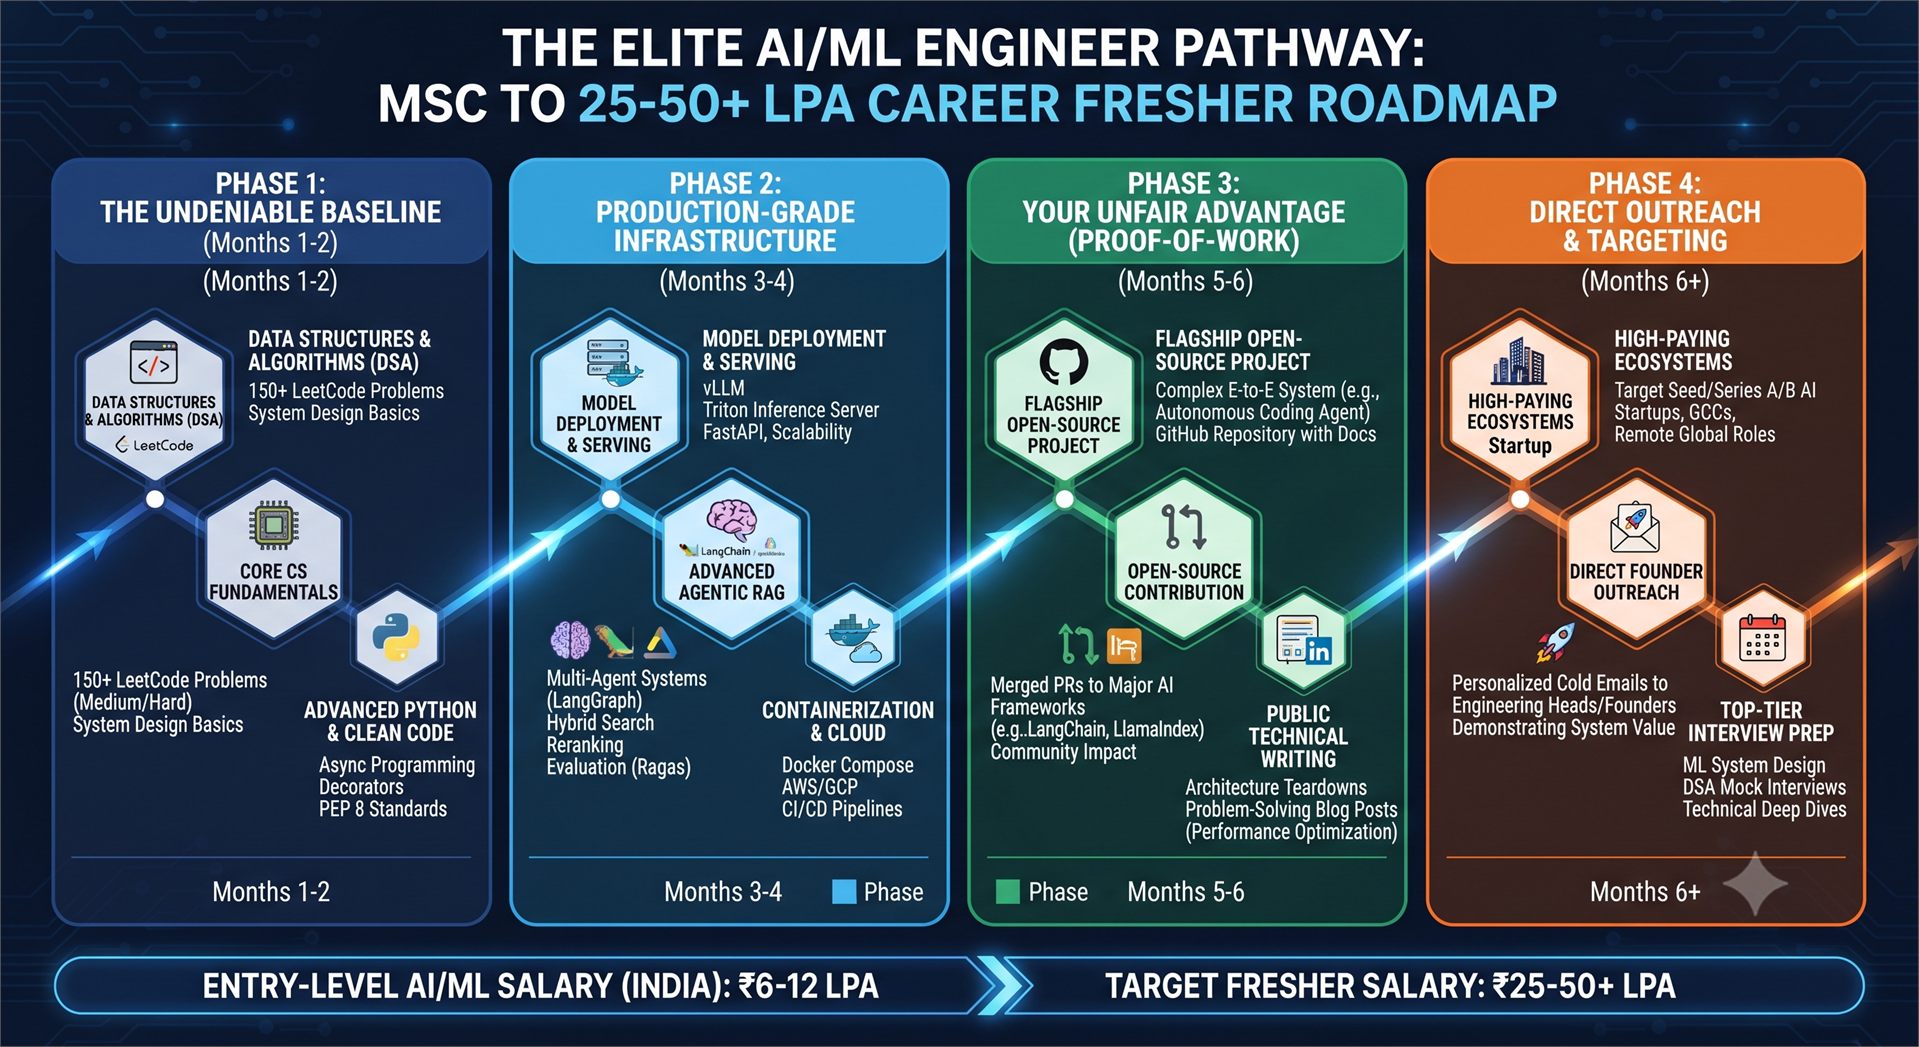 THE ELITE AI/ML ENGINEER PATHWAY:
MSC TO 25-50+ LPA CAREER FRESHER ROADMAP
PHASE 1:
THE UNDENIABLE BASELINE
(Months 1-2)
(Months 1-2)
DATA STRUCTURES
& ALGORITHMS (DSA)
LeetCode
DATA STRUCTURES &
ALGORITHMS (DSA)
150+ LeetCode Problems
System Design Basics
CORE CS
FUNDAMENTALS
150+ LeetCode Problems
(Medium/Hard)
System Design Basics
ADVANCED PYTHON
& CLEAN CODE
Async Programming
Decorators
PEP 8 Standards
Months 1-2
PHASE 2:
PRODUCTION-GRADE
INFRASTRUCTURE
(Months 3-4)
MODEL
DEPLOYMENT
& SERVING
MODEL DEPLOYMENT
& SERVING
vLLM
Triton Inference Server
FastAPI, Scalability
LangChain /
ADVANCED
AGENTIC RAG
Multi-Agent Systems
(LangGraph)
Hybrid Search
Reranking
Evaluation (Ragas)
CONTAINERIZATION
& CLOUD
Docker Compose
AWS/GCP
CI/CD Pipelines
Months 3-4
Phase
PHASE 3:
YOUR UNFAIR ADVANTAGE
(PROOF-OF-WORK)
(Months 5-6)
FLAGSHIP
OPEN-SOURCE
PROJECT
FLAGSHIP OPEN-
SOURCE PROJECT
Complex E-to-E System (e.g.,
Autonomous Coding Agent)
GitHub Repository with Docs
OPEN-SOURCE
CONTRIBUTION
Merged PRs to Major AI
Frameworks
(e.g..LangChain, LlamaIndex)
Community Impact
in
PUBLIC
TECHNICAL
WRITING
Architecture Teardowns
Problem-Solving Blog Posts
(Performance Optimization)
Phase
Months 5-6
PHASE 4:
DIRECT OUTREACH
& TARGETING
(Months 6+)
HIGH-PAYING
ECOSYSTEMS
Startup
HIGH-PAYING
ECOSYSTEMS
Target Seed/Series A/B AI
Startups, GCCs,
Remote Global Roles
DIRECT FOUNDER
OUTREACH
Personalized Cold Emails to
Engineering Heads/Founders
Demonstrating System Value
TOP-TIER
INTERVIEW PREP
ML System Design
DSA Mock Interviews
Technical Deep Dives
Months 6+
ENTRY-LEVEL AI/ML SALARY (INDIA): ₹6-12 LPA
TARGET FRESHER SALARY: ₹25-50+ LPA